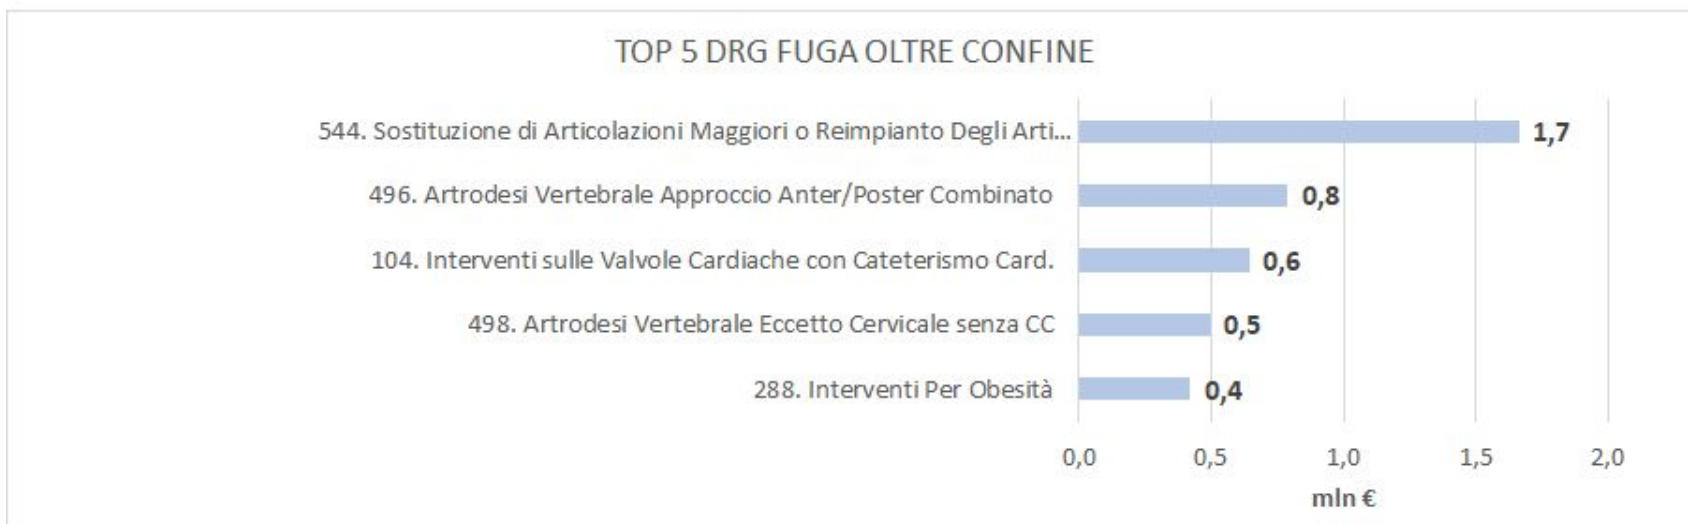 TOP 5 DRG FUGA OLTRE CONFINE
544. Sostituzione di Articolazioni Maggiori o Reimpianto Degli Arti...
1,7
496. Artrodesi Vertebrale Approccio Anter/Poster Combinato
0,8
104. Interventi sulle Valvole Cardiache con Cateterismo Card.
0,6
498. Artrodesi Vertebrale Eccetto Cervicale senza CC
0,5
288. Interventi Per Obesità
0,4
0,0 0,5 1,0 1,5 2,0
mln €